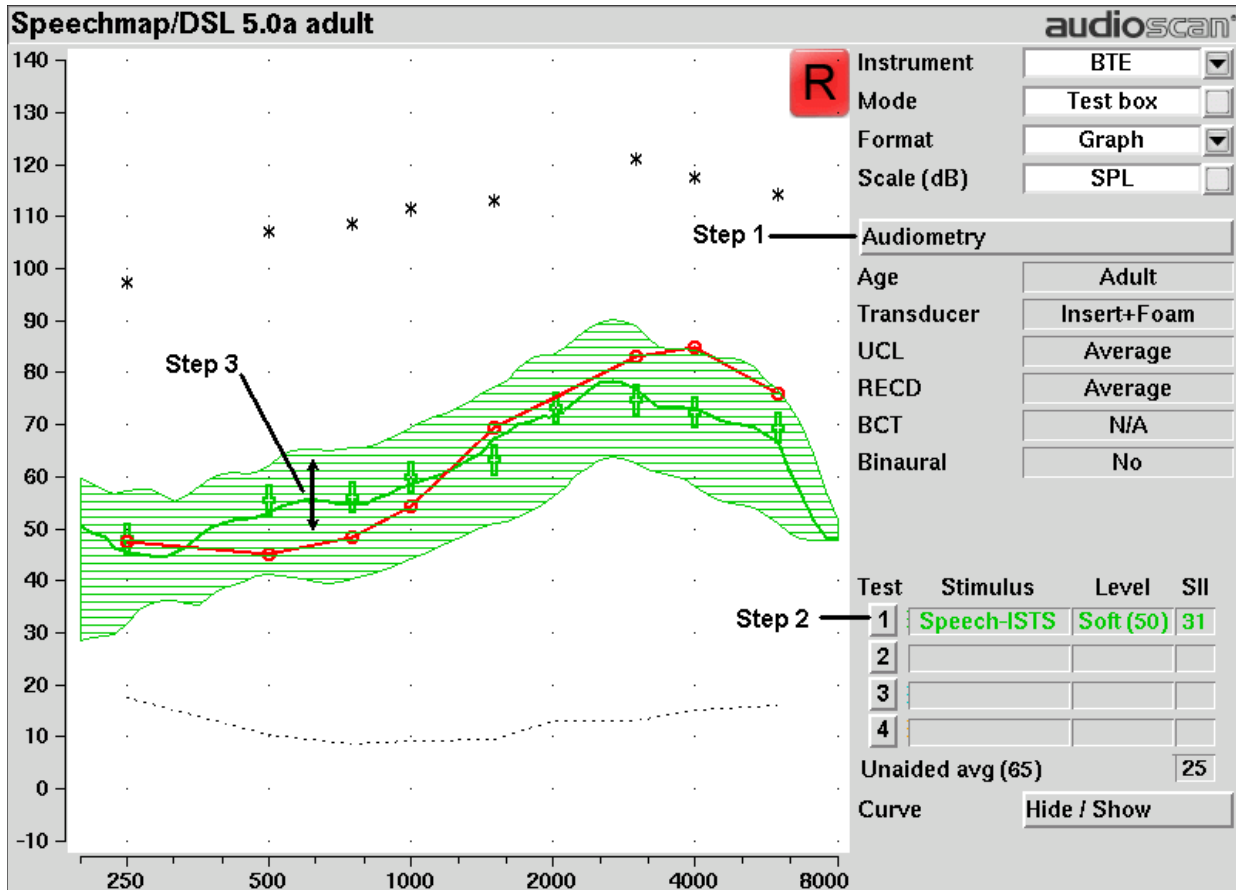 Speechmap/DSL 5.0a adult
audioscan®
R
140
130
120
110
100
90
80
70
60
50
40
30
20
10
0
-10
250 500 1000 2000 4000 8000
Step 3
Instrument BTE
Mode Test box
Format Graph
Scale (dB) SPL
Step 1 Audiometry
Age Adult
Transducer Insert+Foam
UCL Average
RECD Average
BCT N/A
Binaural No
Test Stimulus Level SII
Step 2 1 Speech-ISTS Soft (50) 31
2
3
4
Unaided avg (65) 25
Curve Hide / Show